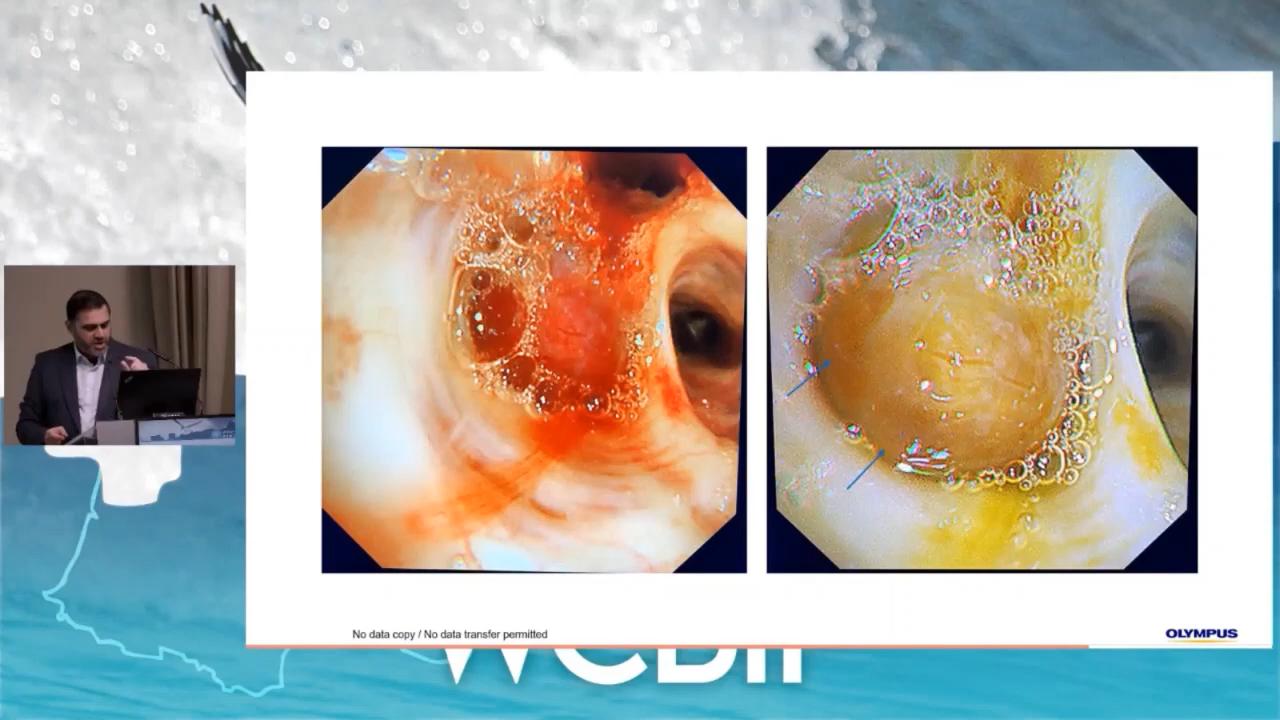 No data copy / No data transfer permitted
OLYMPUS